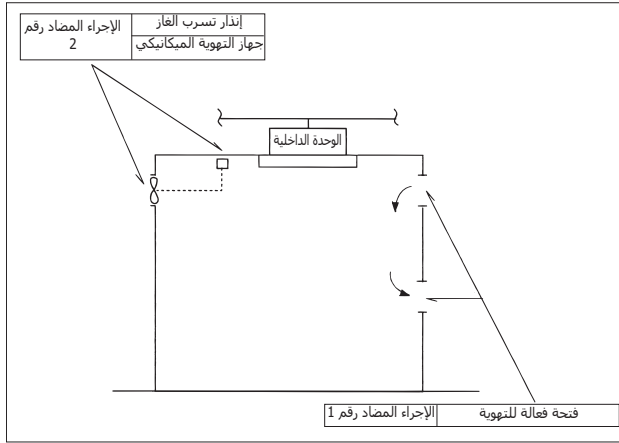 إنذار تسرب الغاز
جهاز التهوية الميكانيكي
الإجراء المضاد رقم
2
الوحدة الداخلية
فتحة فعالة للتهوية
الإجراء المضاد رقم 1